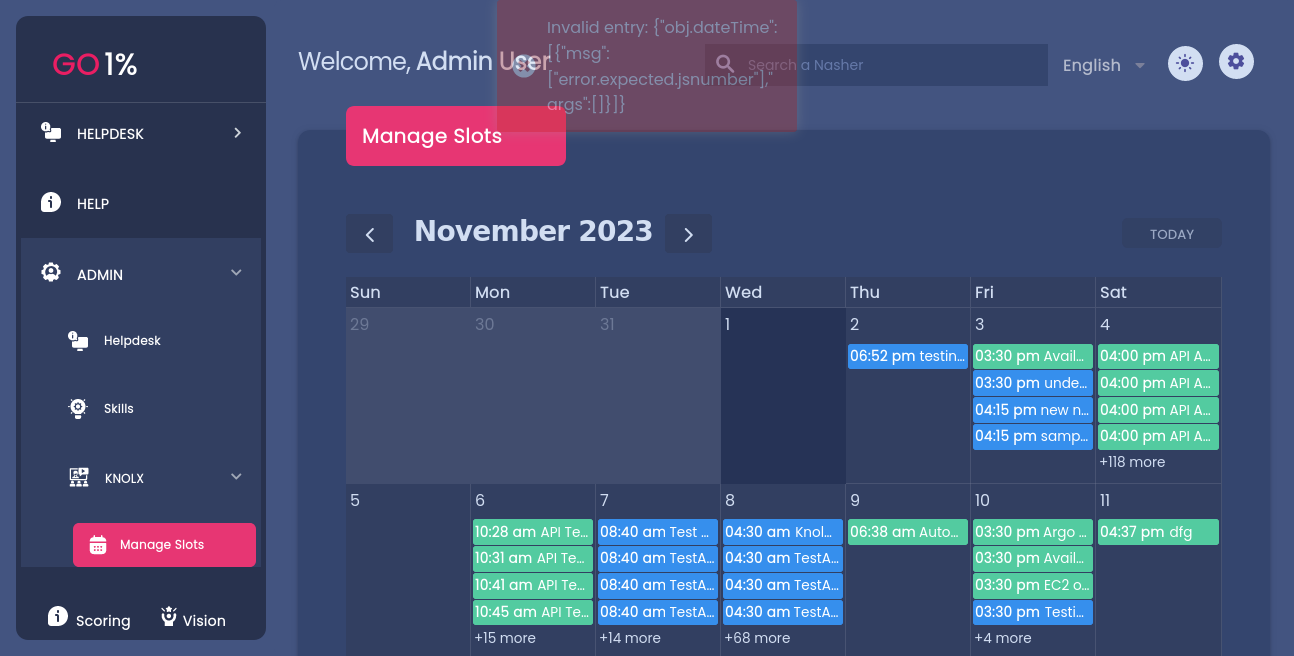 GO 1%
HELPDESK
HELP
ADMIN
Helpdesk
Skills
KNOLX
Manage Slots
Scoring Vision
Welcome, Admin User
Invalid entry: {"obj.dateTime":
[{"msg":
["error.expected.jsnumber"],"
args":[]}]}
Search a Nasher
English
Manage Slots
November 2023
TODAY
Sun Mon Tue Wed Thu Fri Sat
29 30 31 1 2 3 4
06:52 pm testin...
03:30 pm Avail...
03:30 pm unde...
04:15 pm new n...
04:15 pm samp...
04:00 pm API A...
04:00 pm API A...
04:00 pm API A...
04:00 pm API A...
+118 more
5 6 7 8 9 10 11
10:28 am API Te...
10:31 am API Te...
10:41 am API Te...
10:45 am API Te...
+15 more
08:40 am Test ...
08:40 am TestA...
08:40 am TestA...
08:40 am TestA...
+14 more
04:30 am Knol...
04:30 am TestA...
04:30 am TestA...
04:30 am TestA...
+68 more
06:38 am Auto...
03:30 pm Argo ...
03:30 pm Avail...
03:30 pm EC2 o...
03:30 pm Testi...
+4 more
04:37 pm dfg